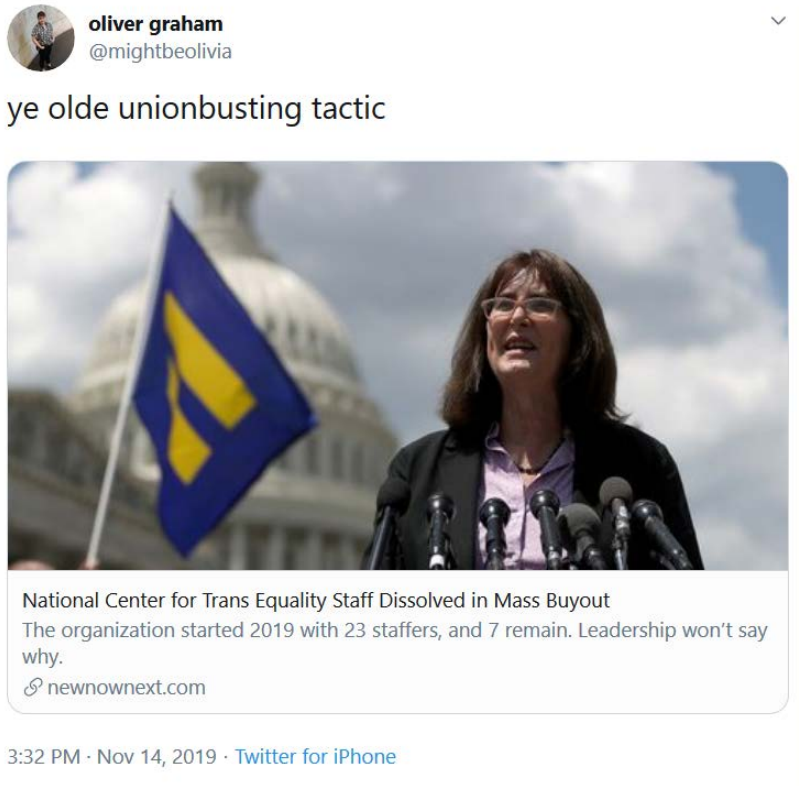 oliver graham
@mightbeolivia
ye olde unionbusting tactic
National Center for Trans Equality Staff Dissolved in Mass Buyout
The organization started 2019 with 23 staffers, and 7 remain. Leadership won't say
why.
newnownext.com
3:32 PM · Nov 14, 2019 · Twitter for iPhone